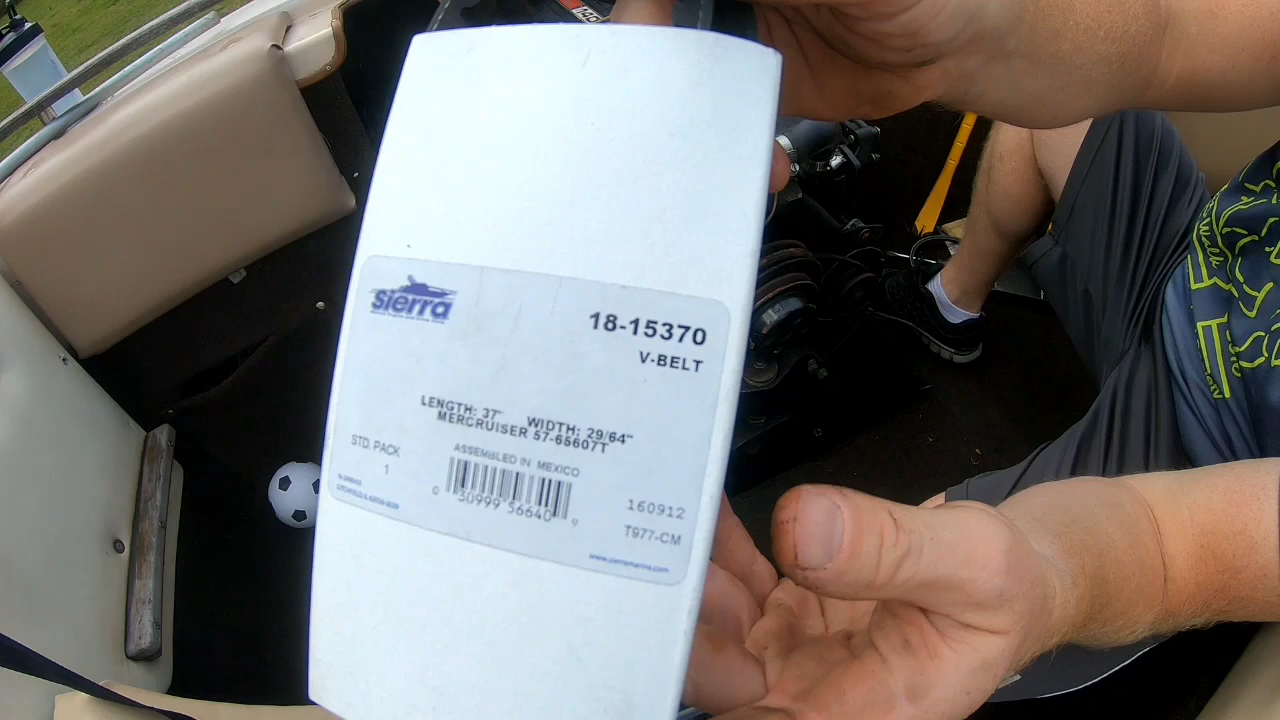 sierra
18-15370
V-BELT
LENGTH: 37" WIDTH: 29/64"
MERCRUISER 57-65607T
STD. PACK
1
ASSEMBLED IN MEXICO
0 50999 56640 9
160912
T977-CM
www.sierramarine.com